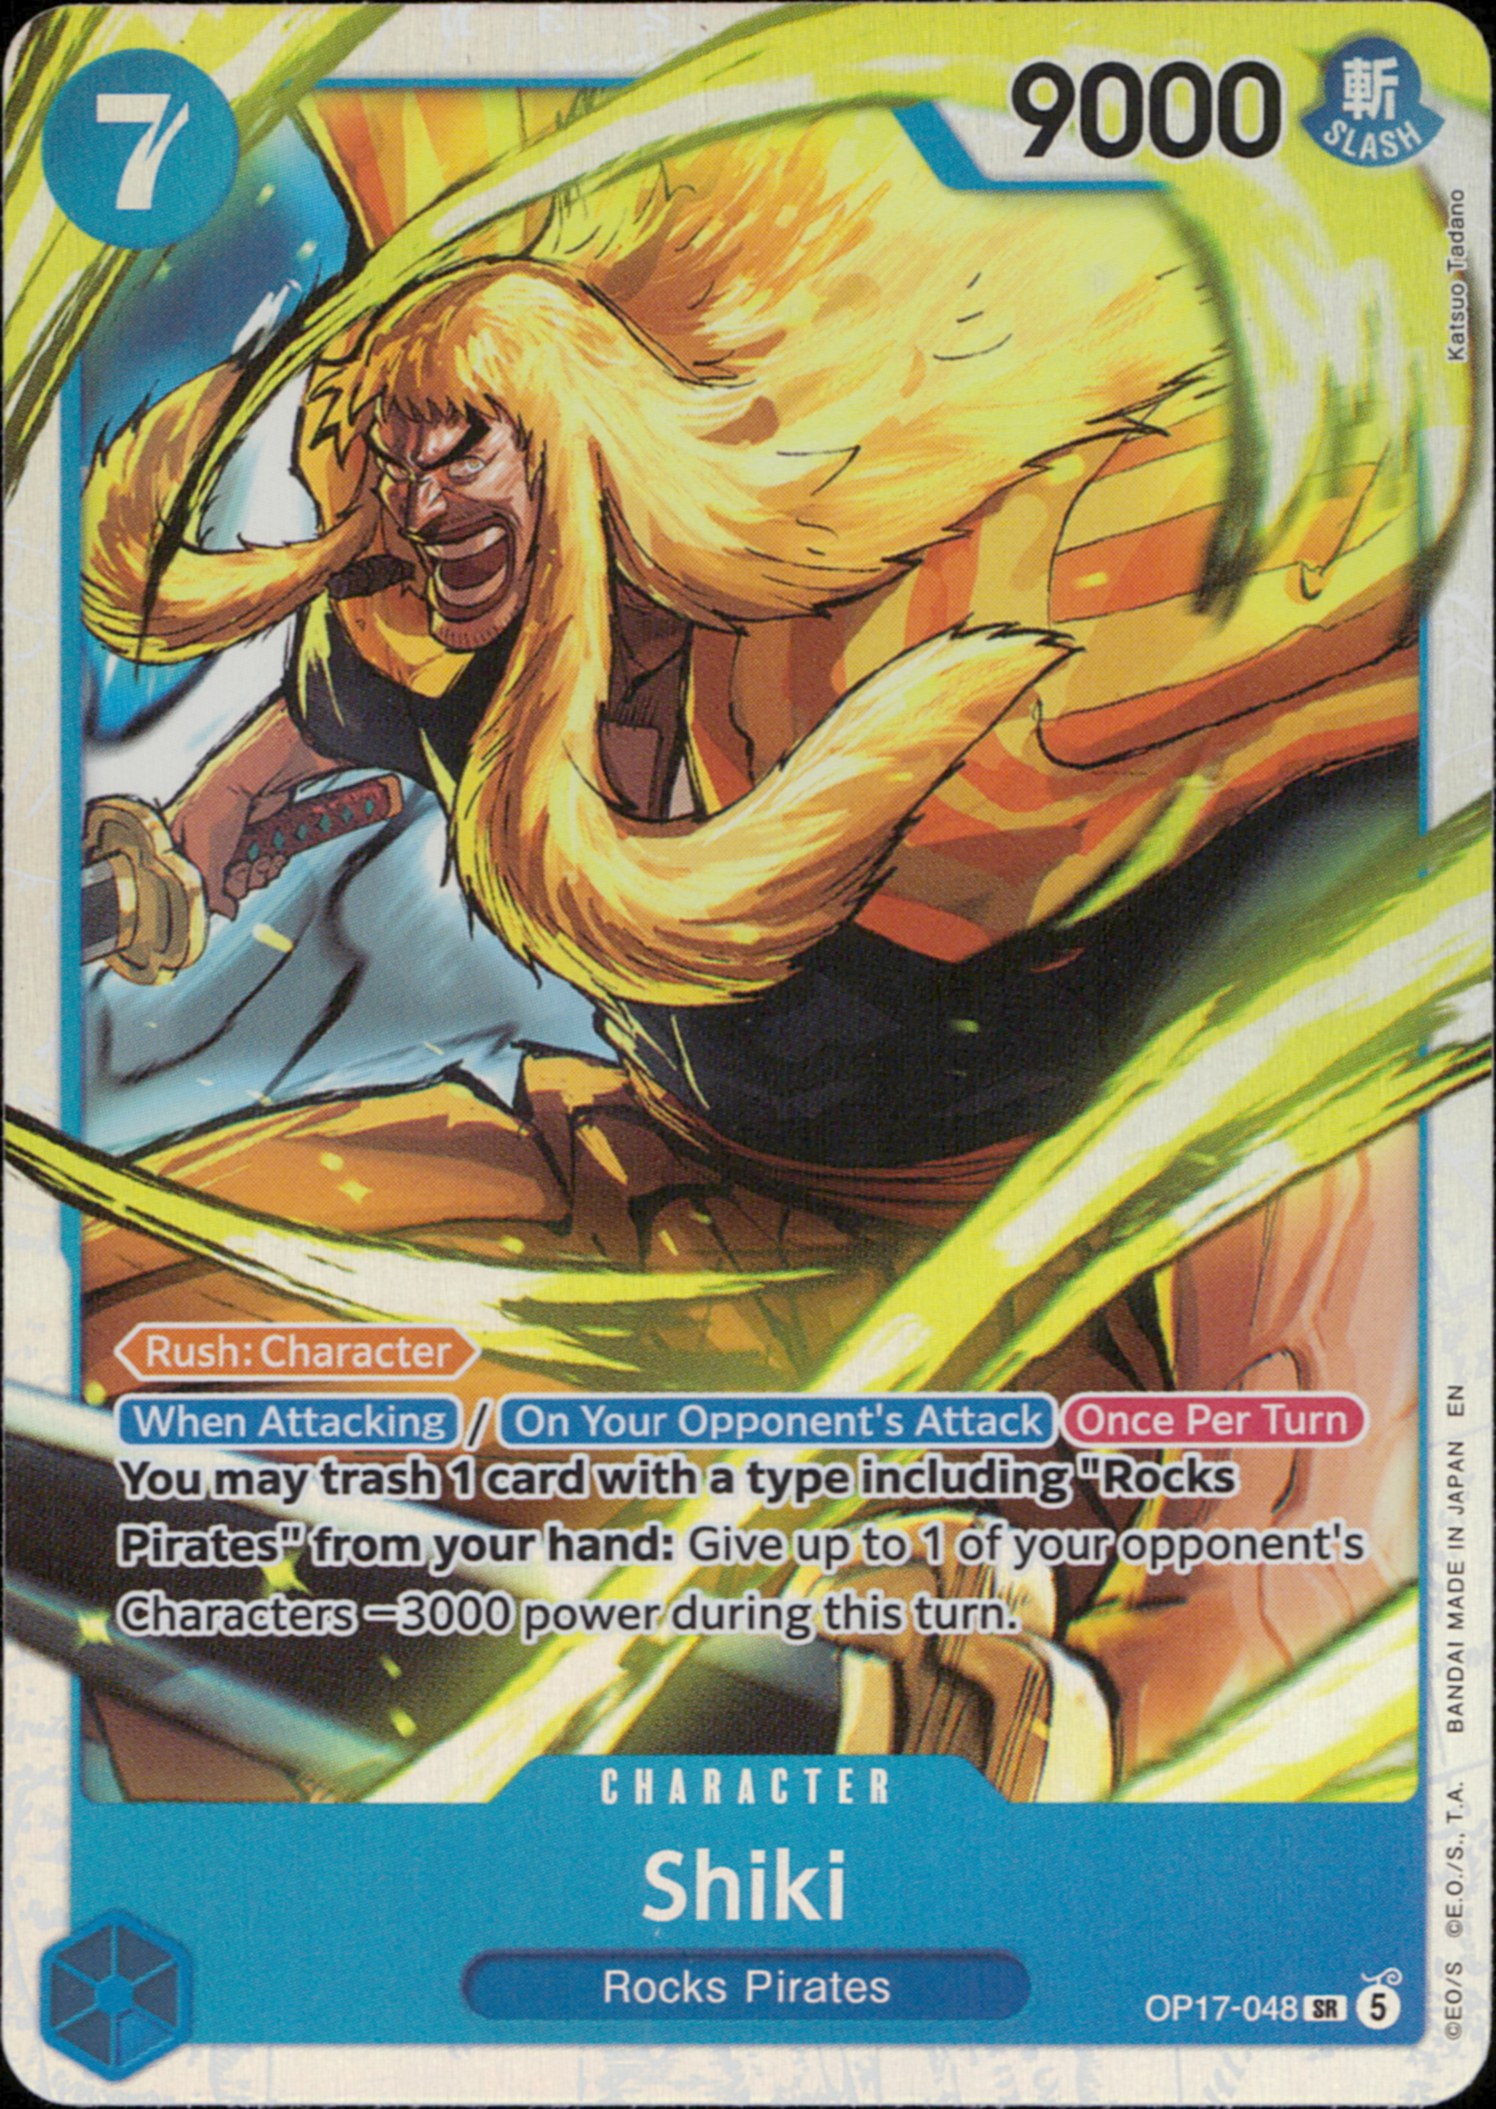 7
9000
斬
SLASH
Katsuo Tadano
Rush: Character
When Attacking / On Your Opponent's Attack Once Per Turn
You may trash 1 card with a type including "Rocks
Pirates" from your hand: Give up to 1 of your opponent's
Characters −3000 power during this turn.
CHARACTER
Shiki
Rocks Pirates
OP17-048 SR 5
©EO/S ©E.O./S., T.A. BANDAI MADE IN JAPAN EN